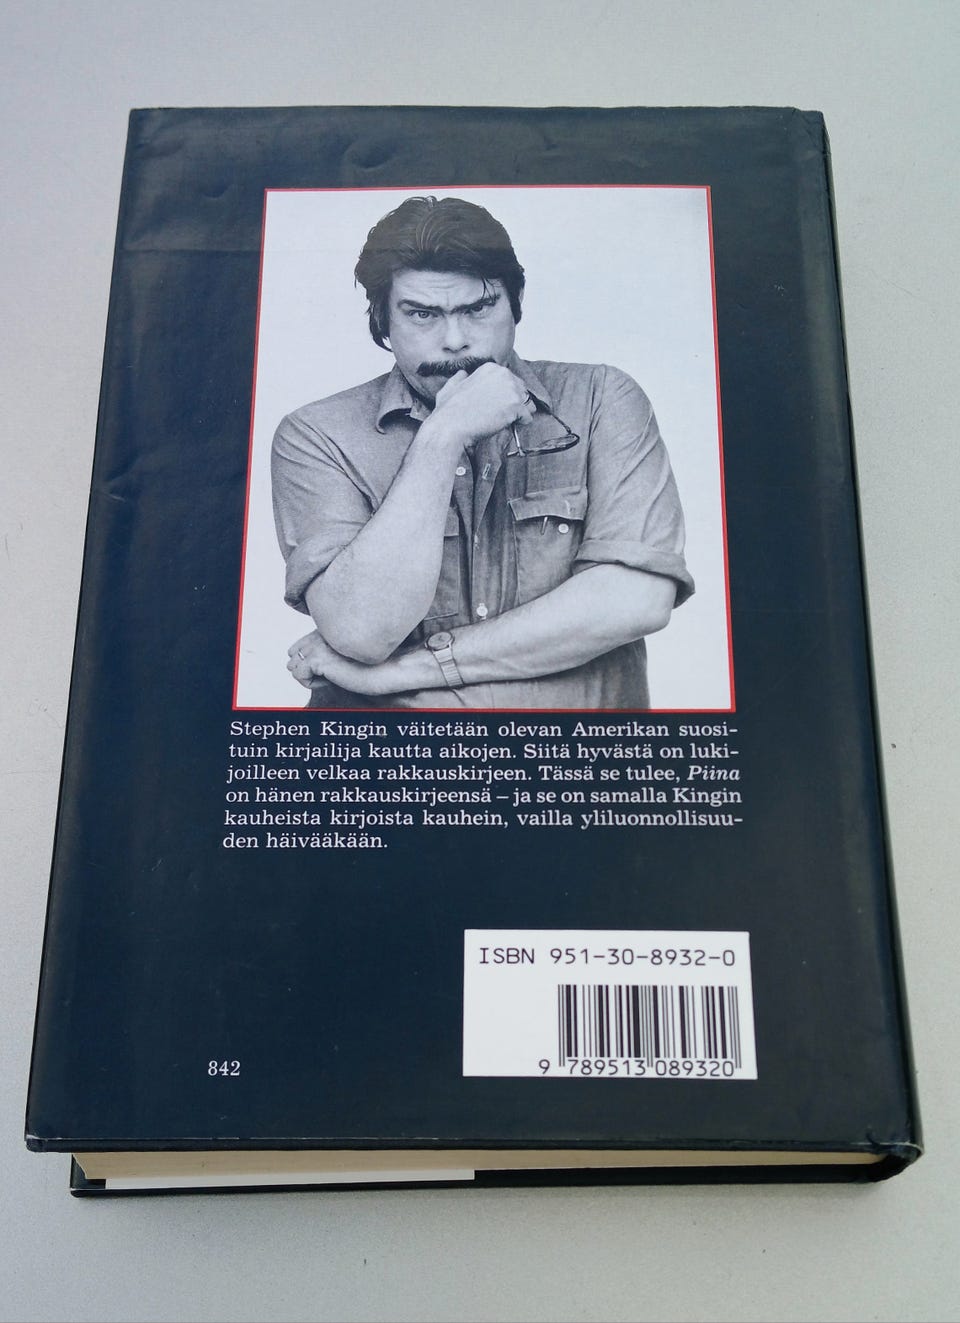 Stephen Kingin väitetään olevan Amerikan suosi-
tuin kirjailija kautta aikojen. Siitä hyvästä on luki-
joilleen velkaa rakkauskirjeen. Tässä se tulee, Piina
on hänen rakkauskirjeensä – ja se on samalla Kingin
kauheista kirjoista kauhein, vailla yliluonnollisuu-
den häivääkään.
ISBN 951-30-8932-0
9 789513 089320
842